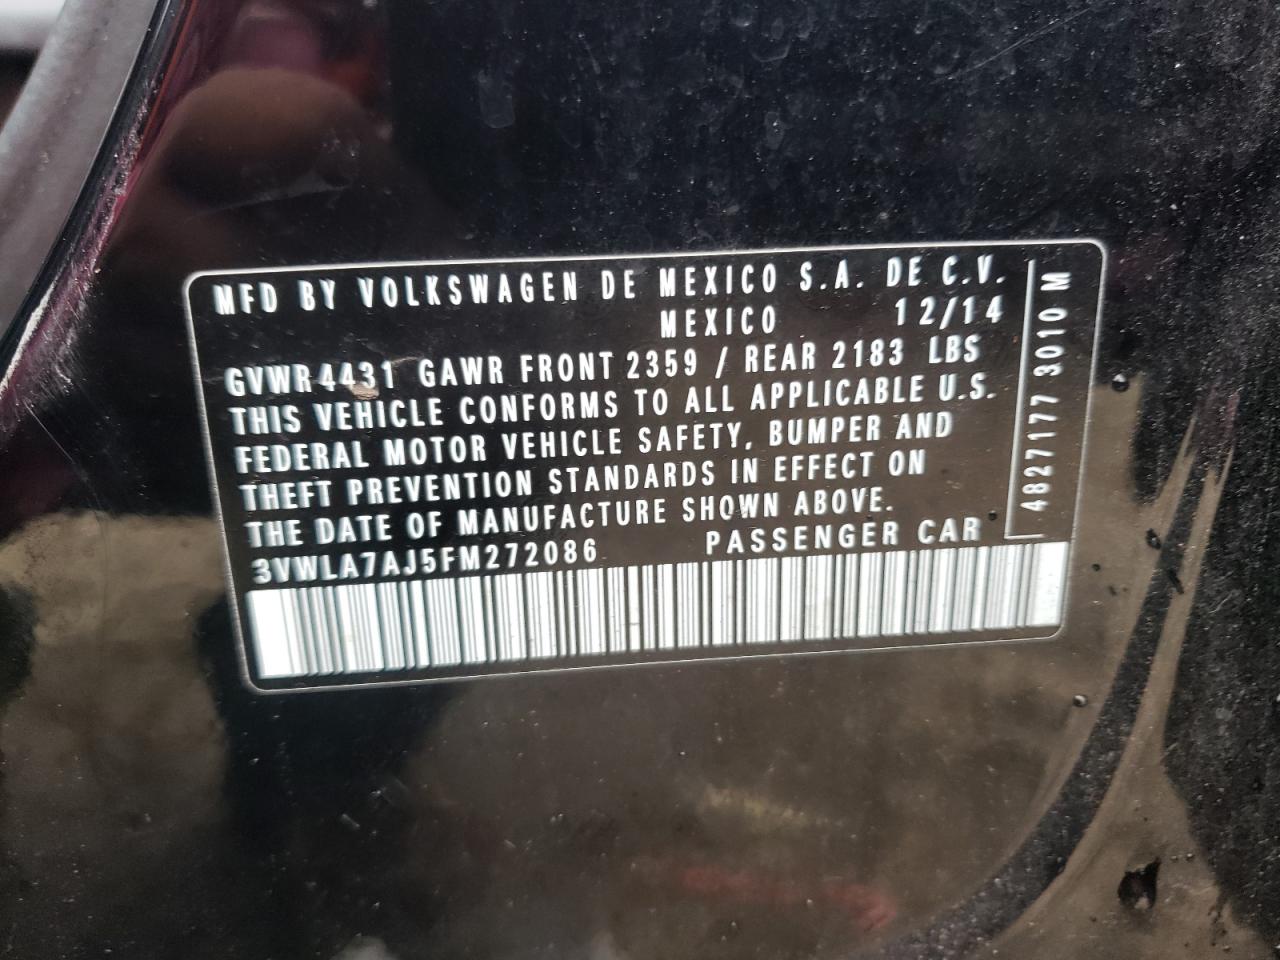 MFD BY VOLKSWAGEN DE MEXICO S.A. DE C.V.
MEXICO 12/14
GVWR 4431 GAWR FRONT 2359 / REAR 2183 LBS
THIS VEHICLE CONFORMS TO ALL APPLICABLE U.S.
FEDERAL MOTOR VEHICLE SAFETY, BUMPER AND
THEFT PREVENTION STANDARDS IN EFFECT ON
THE DATE OF MANUFACTURE SHOWN ABOVE.
3VWLA7AJ5FM272086 PASSENGER CAR
4827177 3010 M